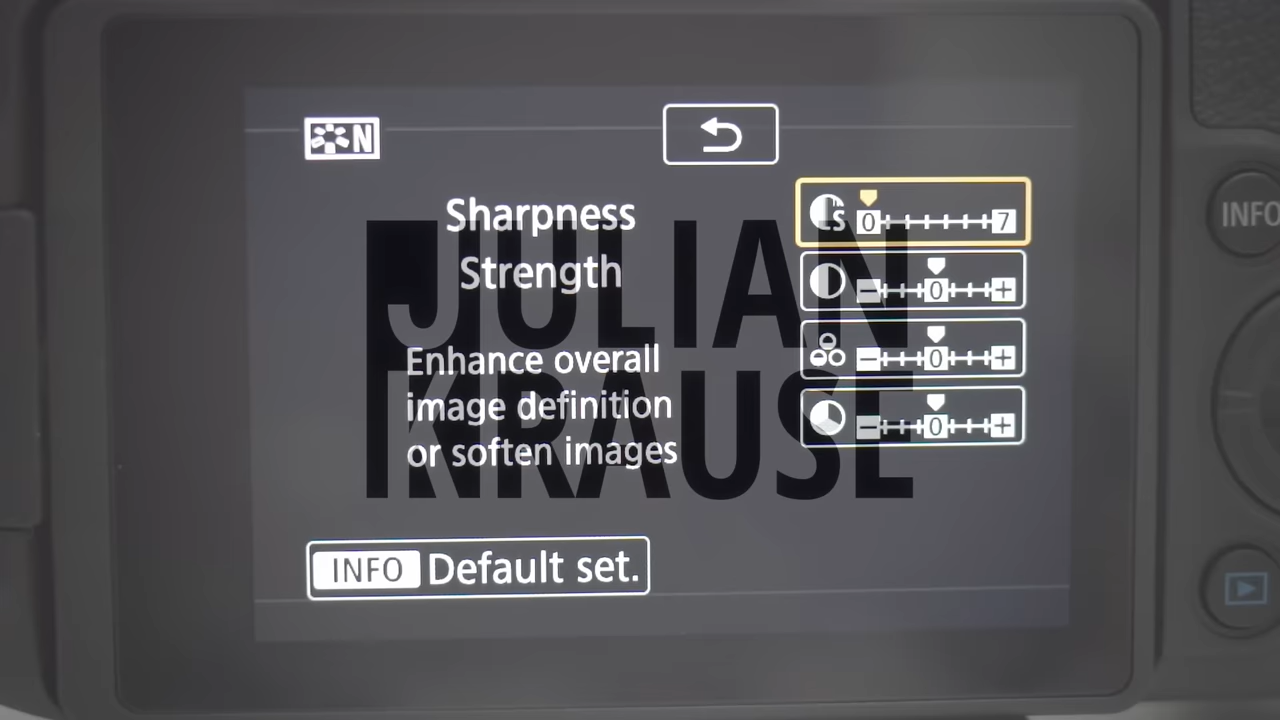 N
Sharpness
Strength
0 7
- 0 +
- 0 +
- 0 +
Enhance overall
image definition
or soften images
INFO Default set.
INFO
JULIAN
KRAUSE
S